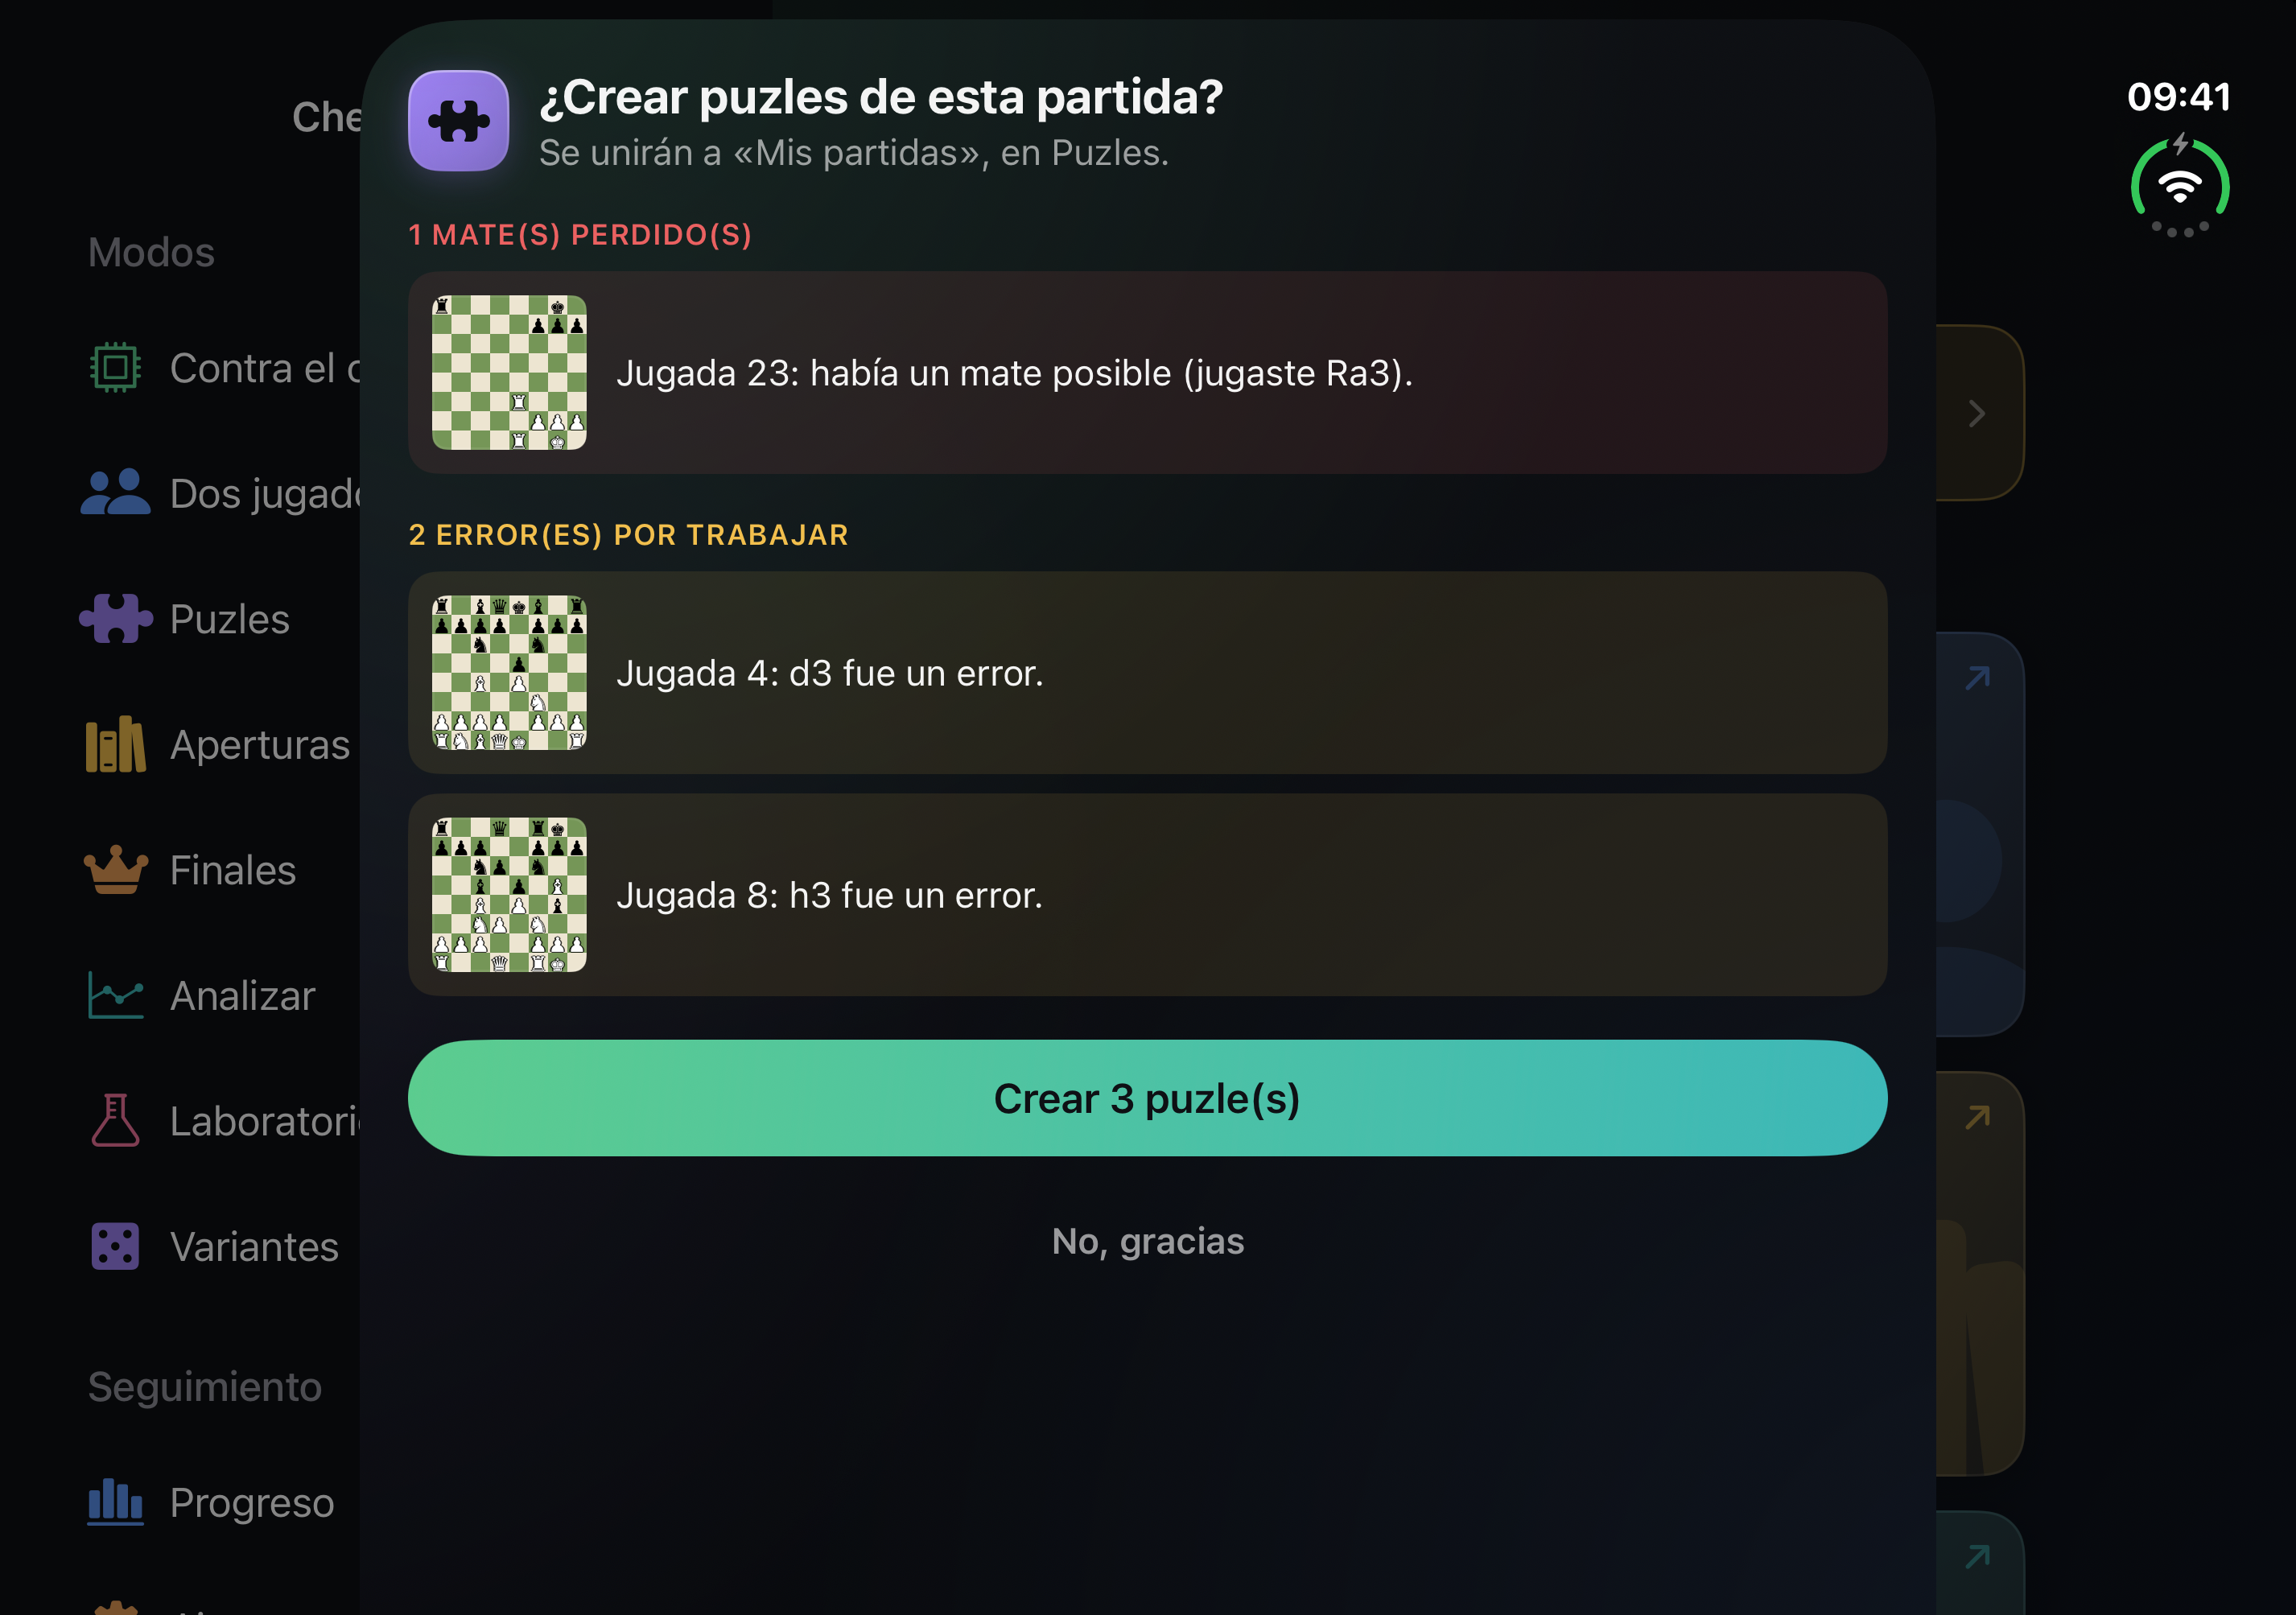 ¿Crear puzles de esta partida?
Se unirán a «Mis partidas», en Puzles.
09:41
Che
Modos
Contra el
Dos jugad
Puzles
Aperturas
Finales
Analizar
Laboratori
Variantes
Seguimiento
Progreso
1 MATE(S) PERDIDO(S)
Jugada 23: había un mate posible (jugaste Ra3).
2 ERROR(ES) POR TRABAJAR
Jugada 4: d3 fue un error.
Jugada 8: h3 fue un error.
Crear 3 puzle(s)
No, gracias